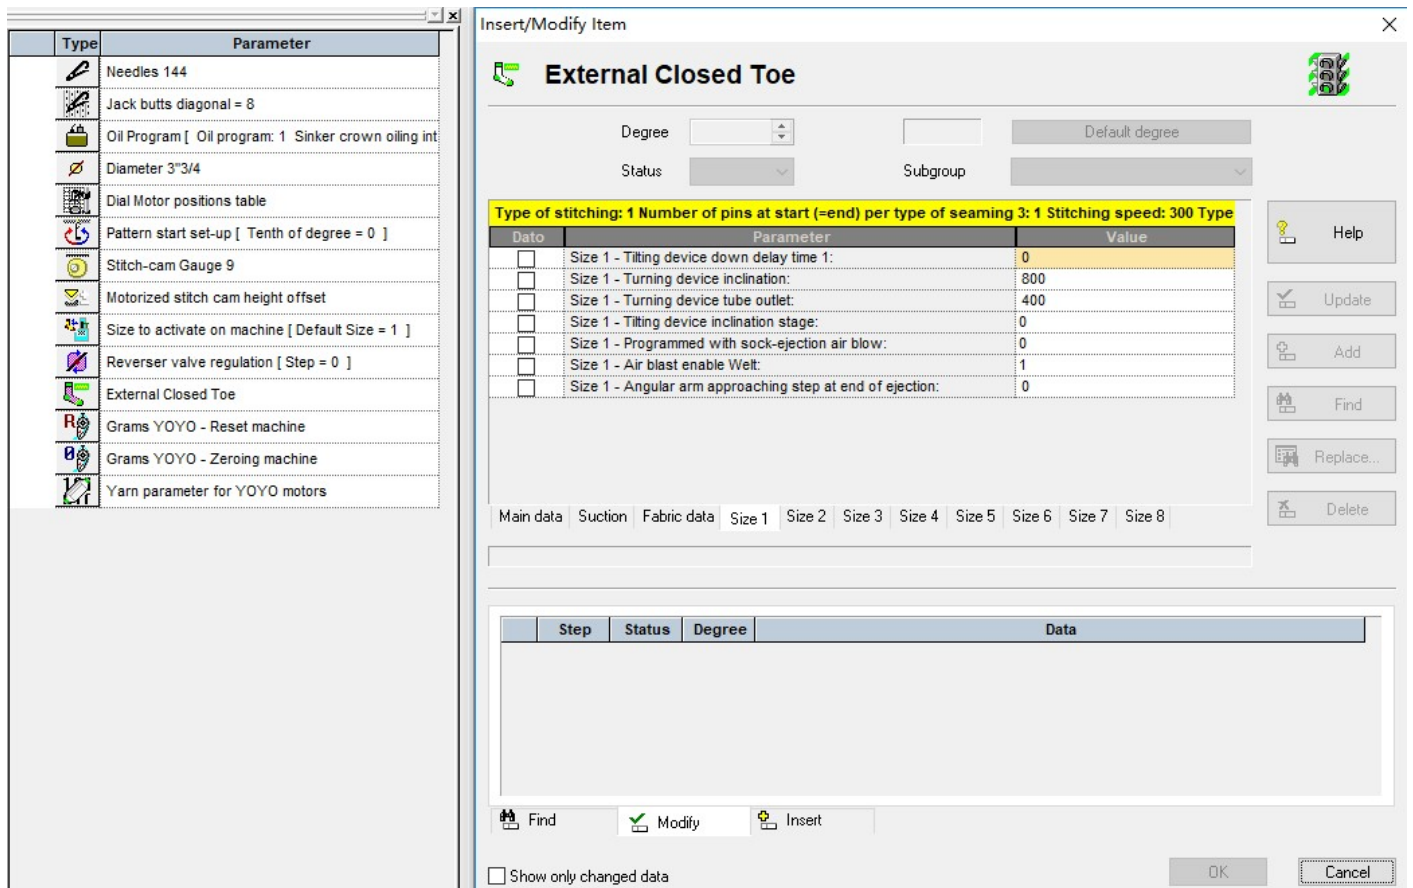 Type Parameter
Needles 144
Jack butts diagonal = 8
Oil Program [ Oil program: 1 Sinker crown oiling int
Diameter 3"3/4
Dial Motor positions table
Pattern start set-up [ Tenth of degree = 0 ]
Stitch-cam Gauge 9
Motorized stitch cam height offset
Size to activate on machine [ Default Size = 1 ]
Reverser valve regulation [ Step = 0 ]
External Closed Toe
Grams YOYO - Reset machine
Grams YOYO - Zeroing machine
Yarn parameter for YOYO motors
Insert/Modify Item
External Closed Toe
Degree Default degree
Status Subgroup
Type of stitching: 1 Number of pins at start (=end) per type of seaming 3: 1 Stitching speed: 300 Type
Dato Parameter Value
Size 1 - Tilting device down delay time 1: 0
Size 1 - Turning device inclination: 800
Size 1 - Turning device tube outlet: 400
Size 1 - Tilting device inclination stage: 0
Size 1 - Programmed with sock-ejection air blow: 0
Size 1 - Air blast enable Welt: 1
Size 1 - Angular arm approaching step at end of ejection: 0
Main data Suction Fabric data Size 1 Size 2 Size 3 Size 4 Size 5 Size 6 Size 7 Size 8
Help
Update
Add
Find
Replace...
Delete
Step Status Degree Data
Find Modify Insert
Show only changed data
OK Cancel